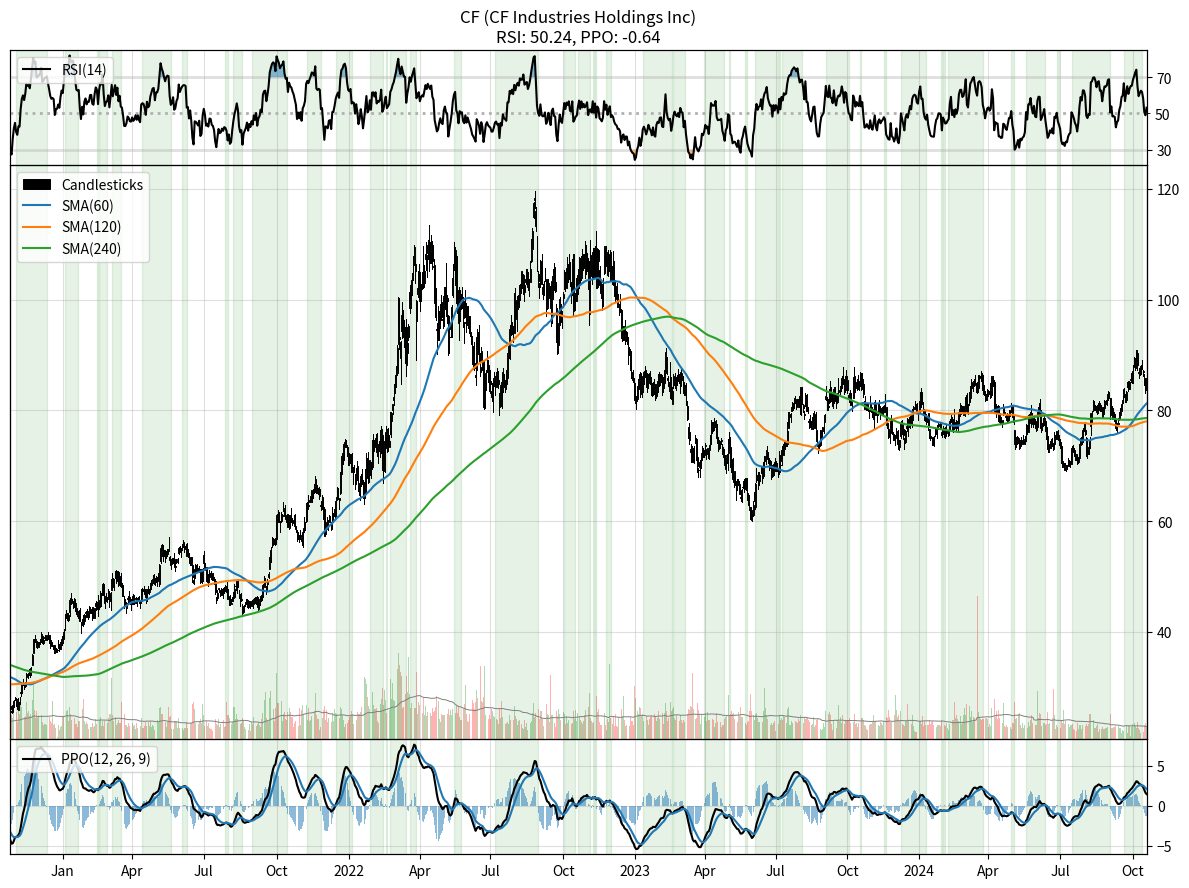 CF (CF Industries Holdings Inc)
RSI: 50.24, PPO: -0.64
RSI(14)
70
50
30
Candlesticks
SMA(60)
SMA(120)
SMA(240)
120
100
80
60
40
PPO(12, 26, 9)
5
0
−5
Jan Apr Jul Oct 2022 Apr Jul Oct 2023 Apr Jul Oct 2024 Apr Jul Oct